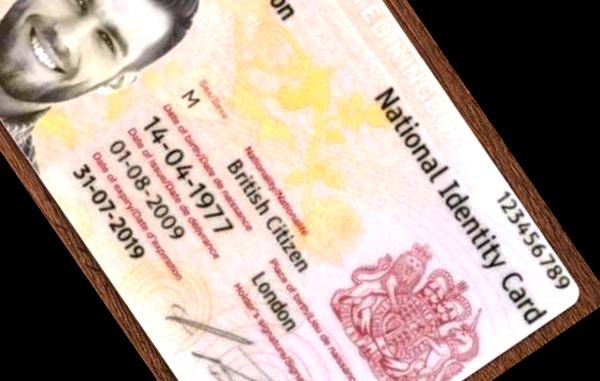 UNITED KINGDOM
123456789
National Identity Card
on
Sex/Sexe
M
Nationality/Nationalité
British Citizen
Date of birth/Date de naissance
14-04-1977
Place of birth/Lieu de naissance
London
Date of issue/Date de délivrance
01-08-2009
Date of expiry/Date d'expiration
31-07-2019
Holder's signature/Signa